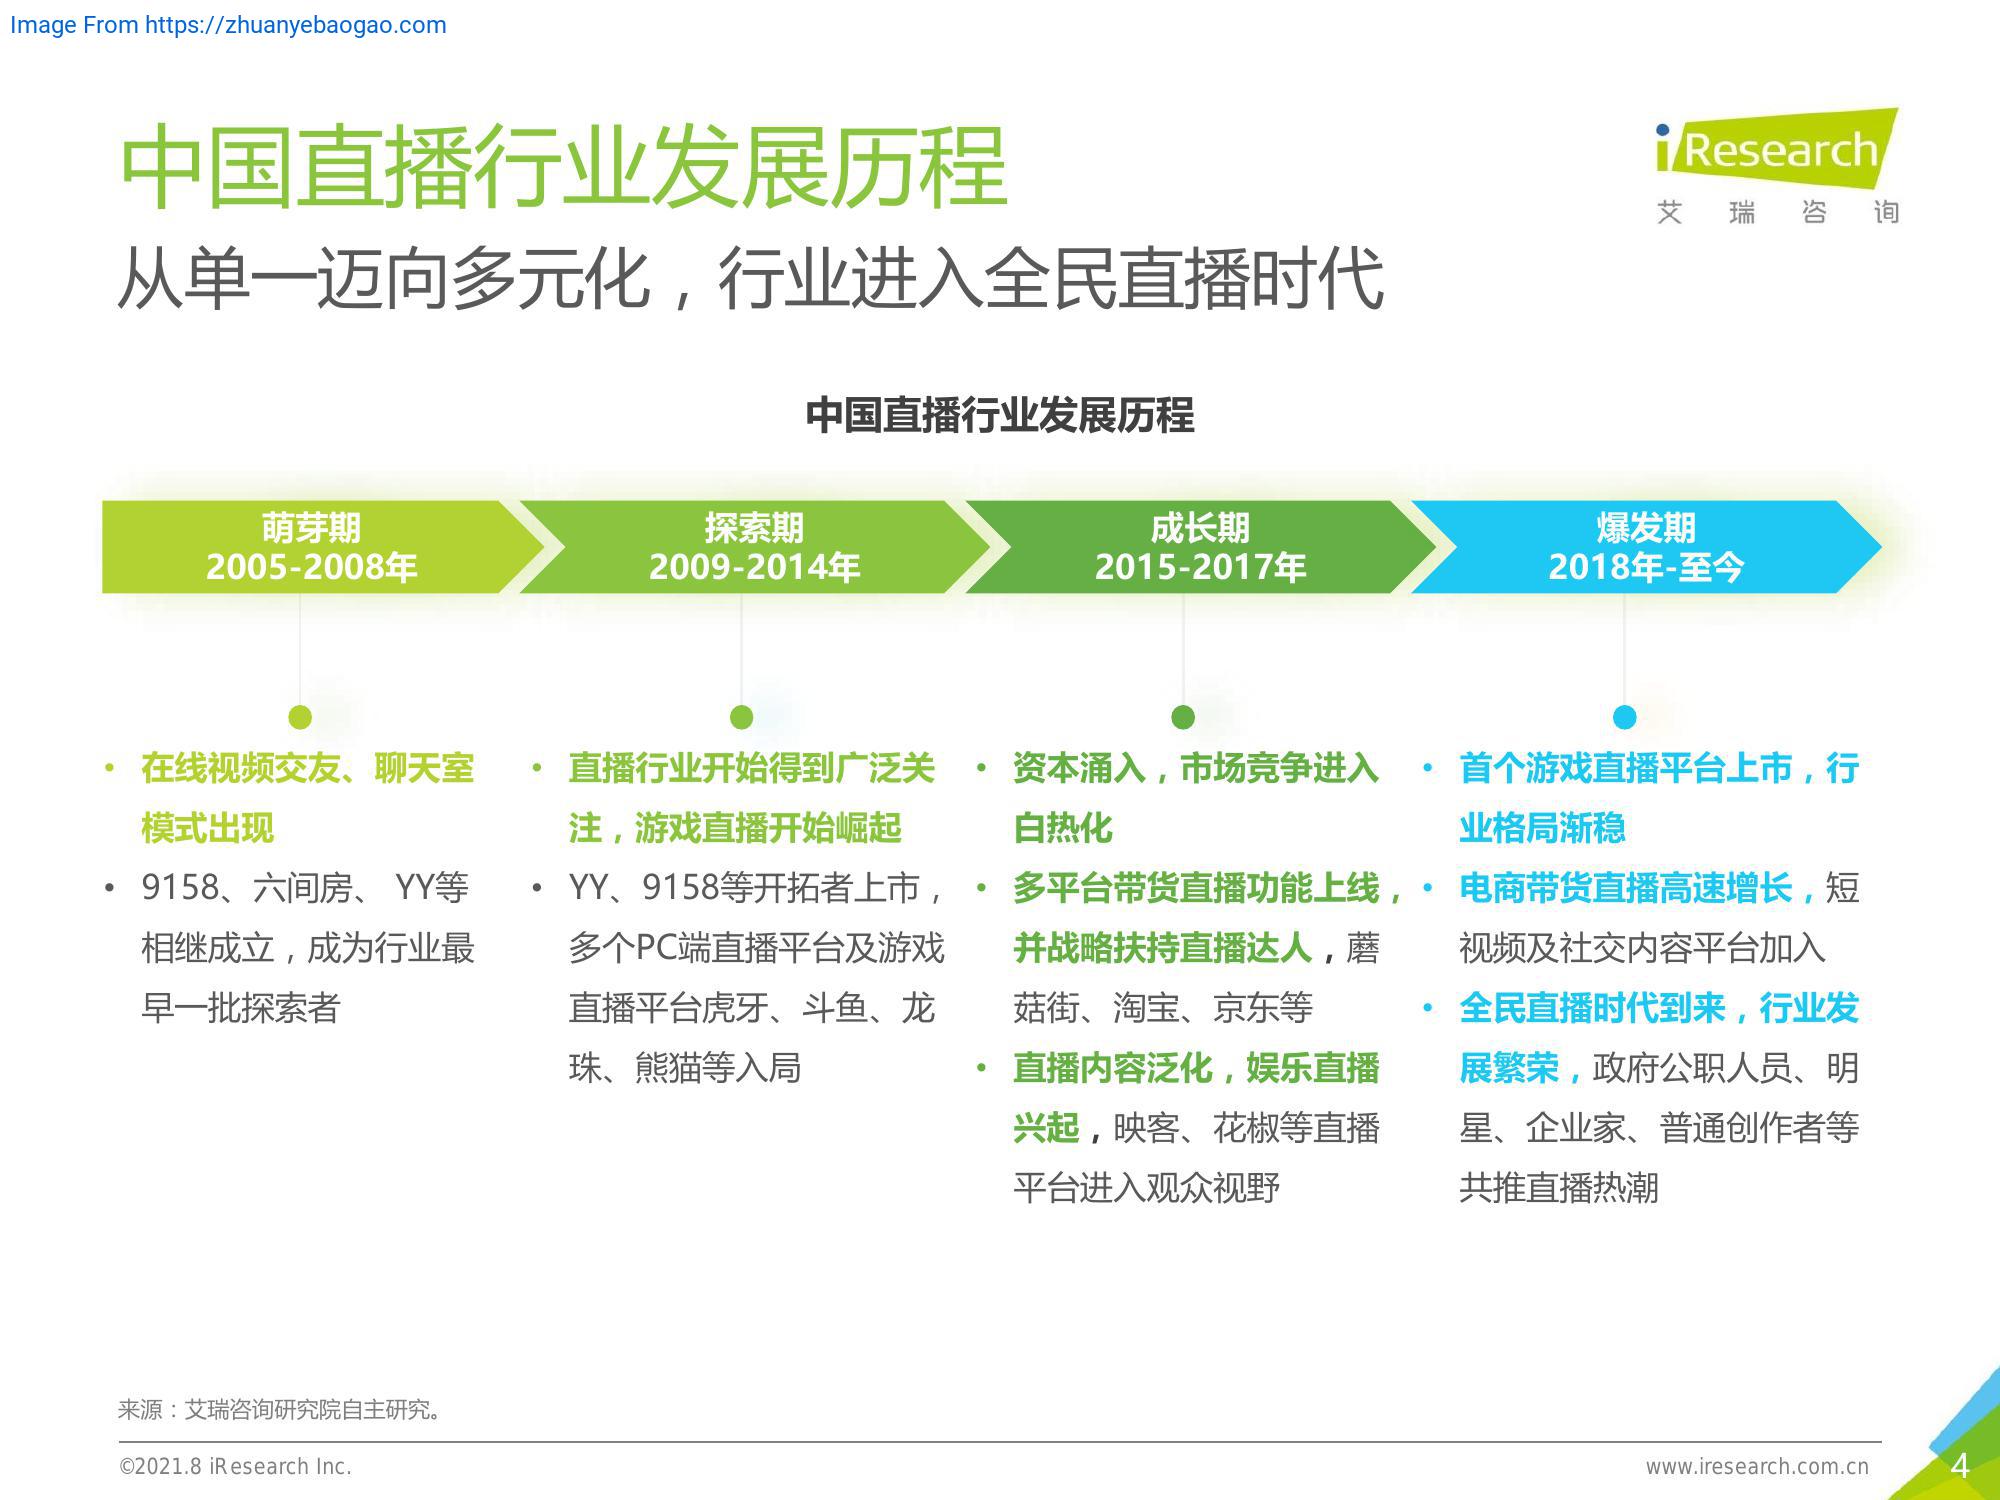 Image From https://zhuanyebaogao.com
中国直播行业发展历程
iResearch
艾瑞咨询
从单一迈向多元化，行业进入全民直播时代
中国直播行业发展历程
萌芽期
2005-2008年
探索期
2009-2014年
成长期
2015-2017年
爆发期
2018年-至今
• 在线视频交友、聊天室
模式出现
• 9158、六间房、 YY等
相继成立，成为行业最
早一批探索者
• 直播行业开始得到广泛关
注，游戏直播开始崛起
• YY、9158等开拓者上市，
多个PC端直播平台及游戏
直播平台虎牙、斗鱼、龙
珠、熊猫等入局
• 资本涌入，市场竞争进入
白热化
• 多平台带货直播功能上线，
并战略扶持直播达人，蘑
菇街、淘宝、京东等
• 直播内容泛化，娱乐直播
兴起，映客、花椒等直播
平台进入观众视野
• 首个游戏直播平台上市，行
业格局渐稳
• 电商带货直播高速增长，短
视频及社交内容平台加入
• 全民直播时代到来，行业发
展繁荣，政府公职人员、明
星、企业家、普通创作者等
共推直播热潮
来源：艾瑞咨询研究院自主研究。
©2021.8 iResearch Inc.
www.iresearch.com.cn
4